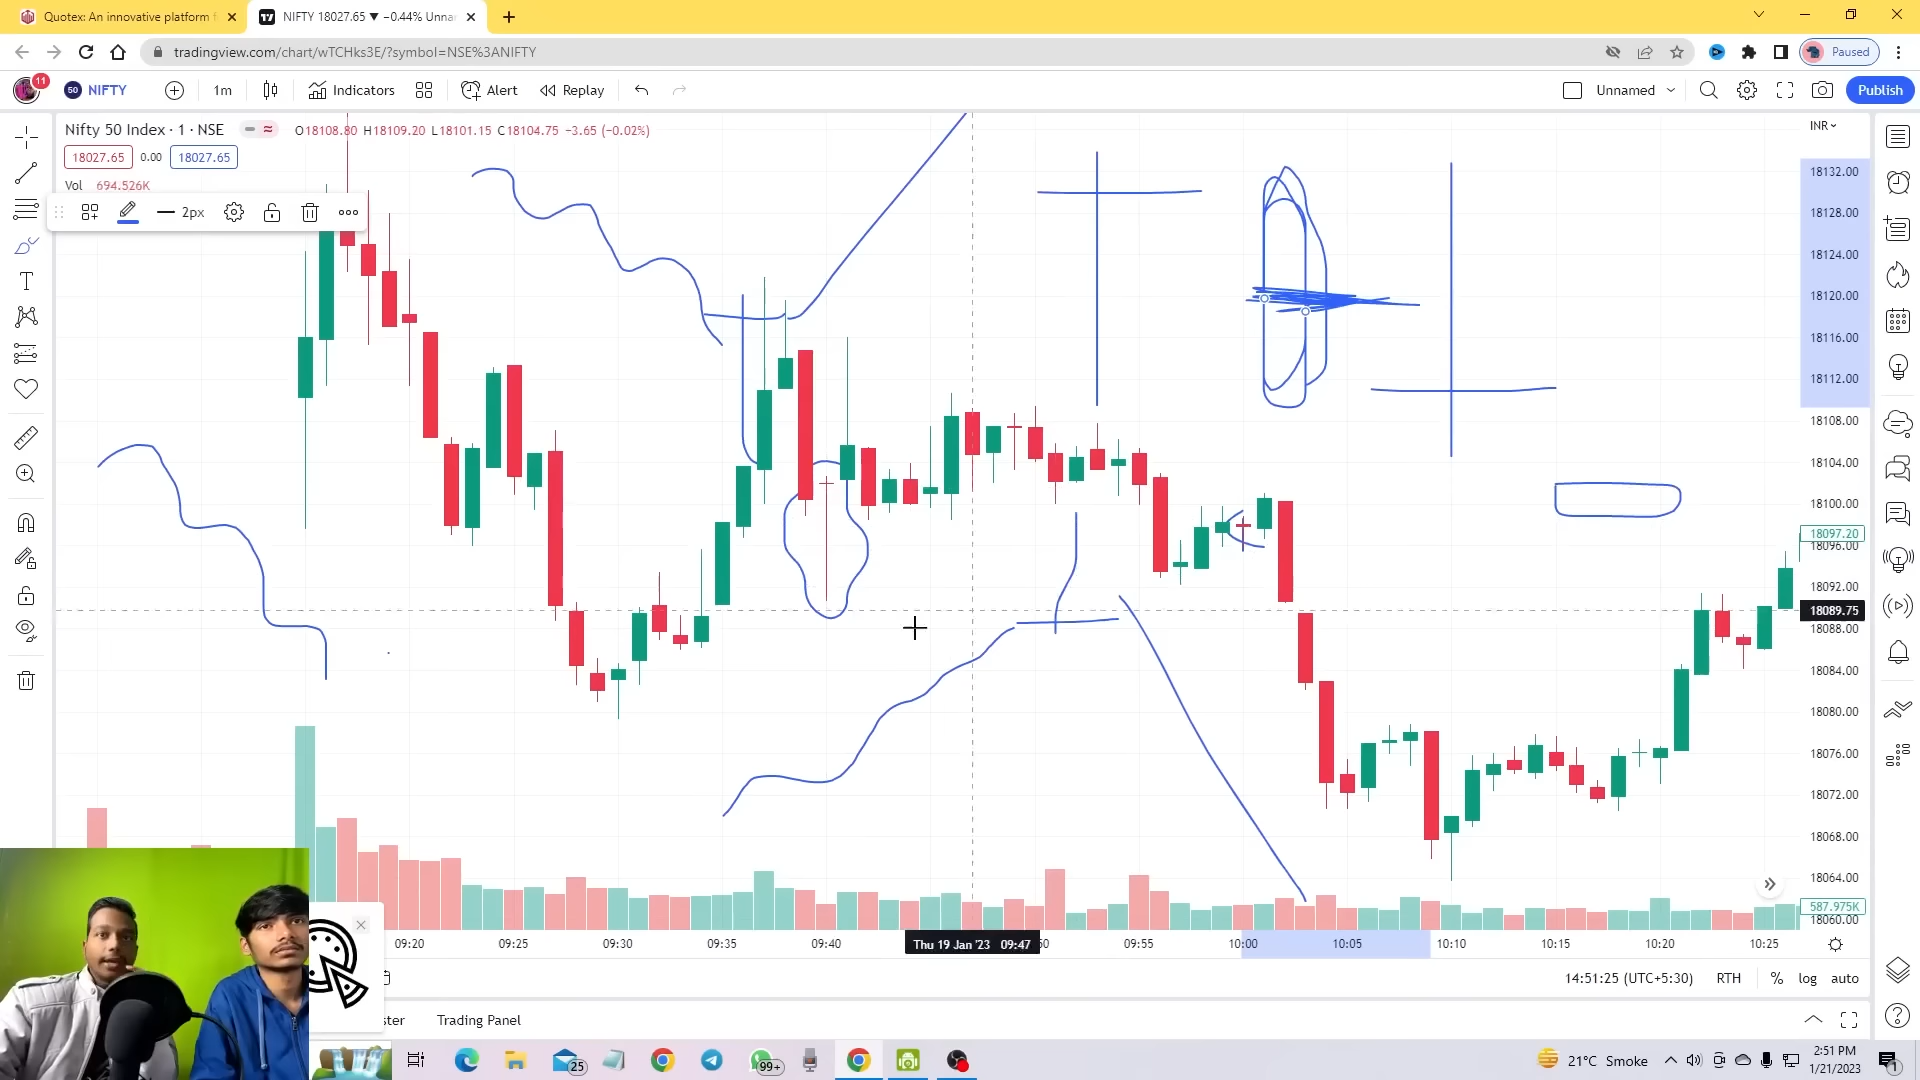 Quotex: An innovative platform f
NIFTY 18027.65 ▼ −0.44% Unna
tradingview.com/chart/wTCHks3E/?symbol=NSE%3ANIFTY
Paused
11
50 NIFTY
1m
Indicators
Alert
Replay
Unnamed
Publish
Nifty 50 Index · 1 · NSE
O18108.80 H18109.20 L18101.15 C18104.75 −3.65 (−0.02%)
INR
18027.65 0.00 18027.65
Vol 694.526K
2px
18132.00
18128.00
18124.00
18120.00
18116.00
18112.00
18108.00
18104.00
18100.00
18097.20
18096.00
18092.00
18089.75
18088.00
18084.00
18080.00
18076.00
18072.00
18068.00
18064.00
587.975K
18060.00
09:20 09:25 09:30 09:35 09:40 Thu 19 Jan '23 09:47 50 09:55 10:00 10:05 10:10 10:15 10:20 10:25
14:51:25 (UTC+5:30) RTH % log auto
ster Trading Panel
25
99+
21°C Smoke
2:51 PM
1/21/2023
1